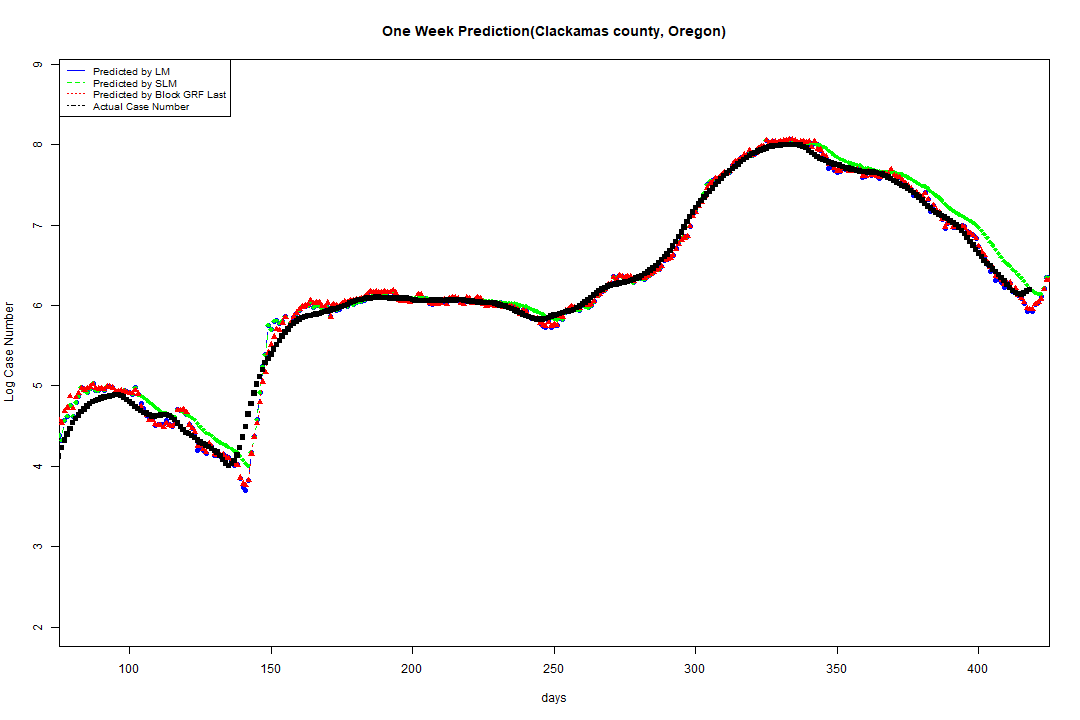 One Week Prediction(Clackamas county, Oregon)
Predicted by LM
Predicted by SLM
Predicted by Block GRF Last
Actual Case Number
9
8
7
6
5
4
3
2
Log Case Number
100 150 200 250 300 350 400
days